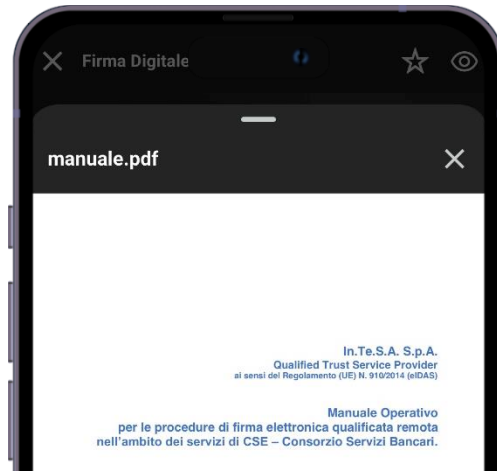 Firma Digitale
manuale.pdf
In.Te.S.A. S.p.A.
Qualified Trust Service Provider
ai sensi del Regolamento (UE) N. 910/2014 (eIDAS)
Manuale Operativo
per le procedure di firma elettronica qualificata remota
nell'ambito dei servizi di CSE – Consorzio Servizi Bancari.